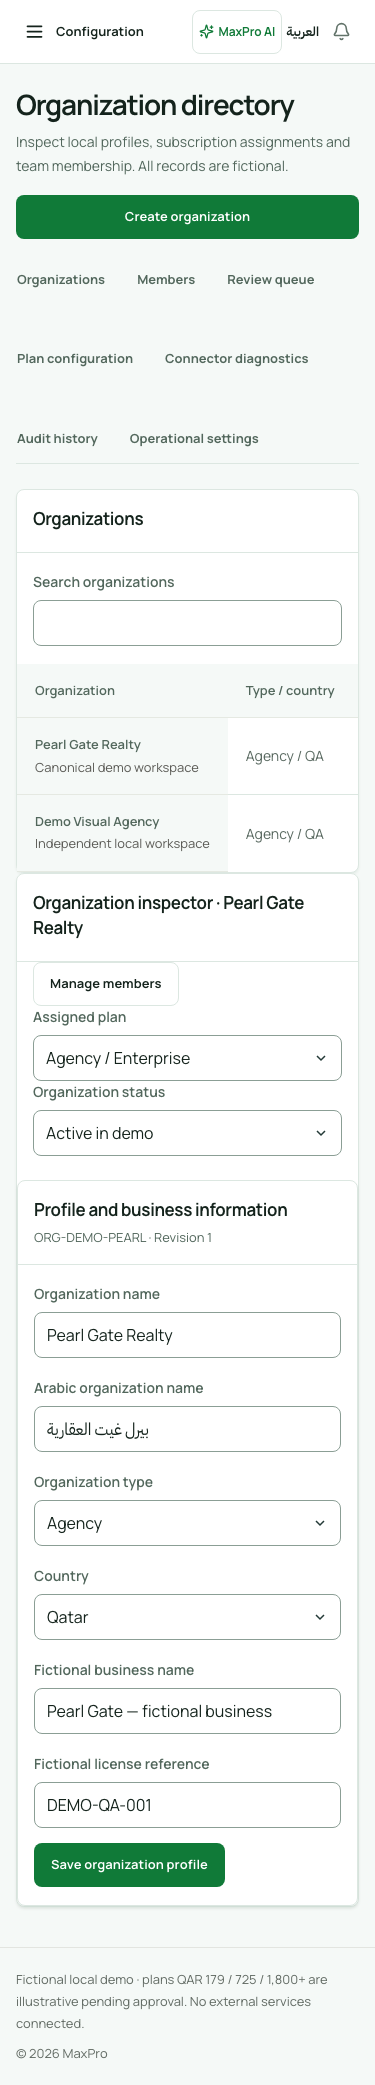 Configuration
MaxPro AI
العربية
Organization directory
Inspect local profiles, subscription assignments and
team membership. All records are fictional.
Create organization
Organizations
Members
Review queue
Plan configuration
Connector diagnostics
Audit history
Operational settings
Organizations
Search organizations
Organization
Type / country
Pearl Gate Realty
Canonical demo workspace
Agency / QA
Demo Visual Agency
Independent local workspace
Agency / QA
Organization inspector · Pearl Gate
Realty
Manage members
Assigned plan
Agency / Enterprise
Organization status
Active in demo
Profile and business information
ORG-DEMO-PEARL · Revision 1
Organization name
Pearl Gate Realty
Arabic organization name
بيرل غيت العقارية
Organization type
Agency
Country
Qatar
Fictional business name
Pearl Gate — fictional business
Fictional license reference
DEMO-QA-001
Save organization profile
Fictional local demo · plans QAR 179 / 725 / 1,800+ are
illustrative pending approval. No external services
connected.
© 2026 MaxPro